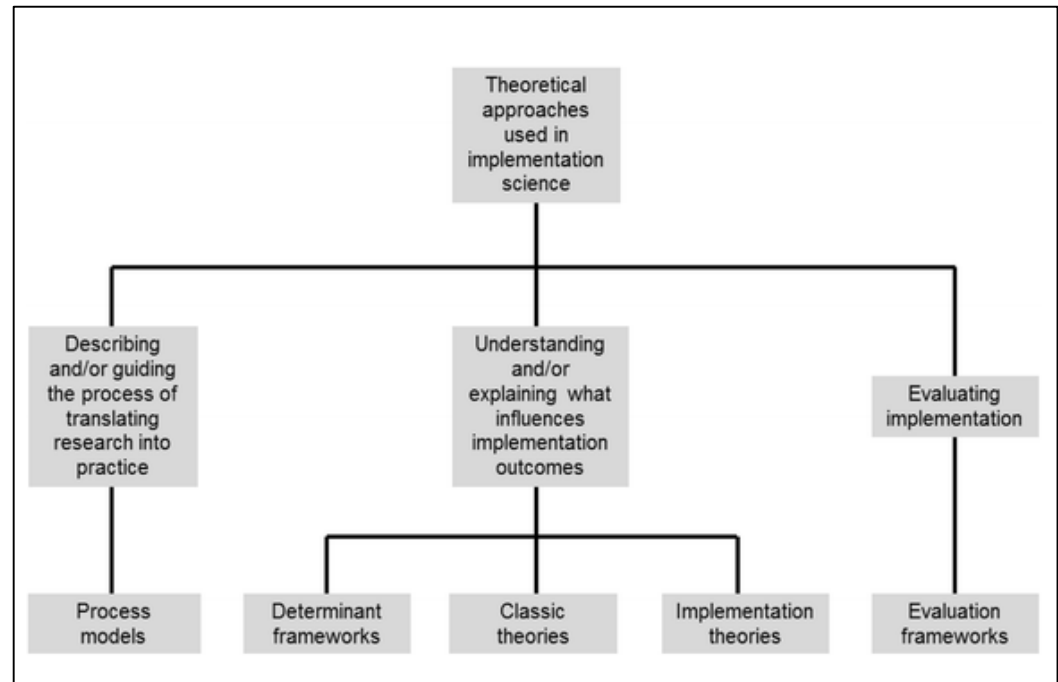 Theoretical
approaches
used in
implementation
science
Describing
and/or guiding
the process of
translating
research into
practice
Understanding
and/or
explaining what
influences
implementation
outcomes
Evaluating
implementation
Process
models
Determinant
frameworks
Classic
theories
Implementation
theories
Evaluation
frameworks